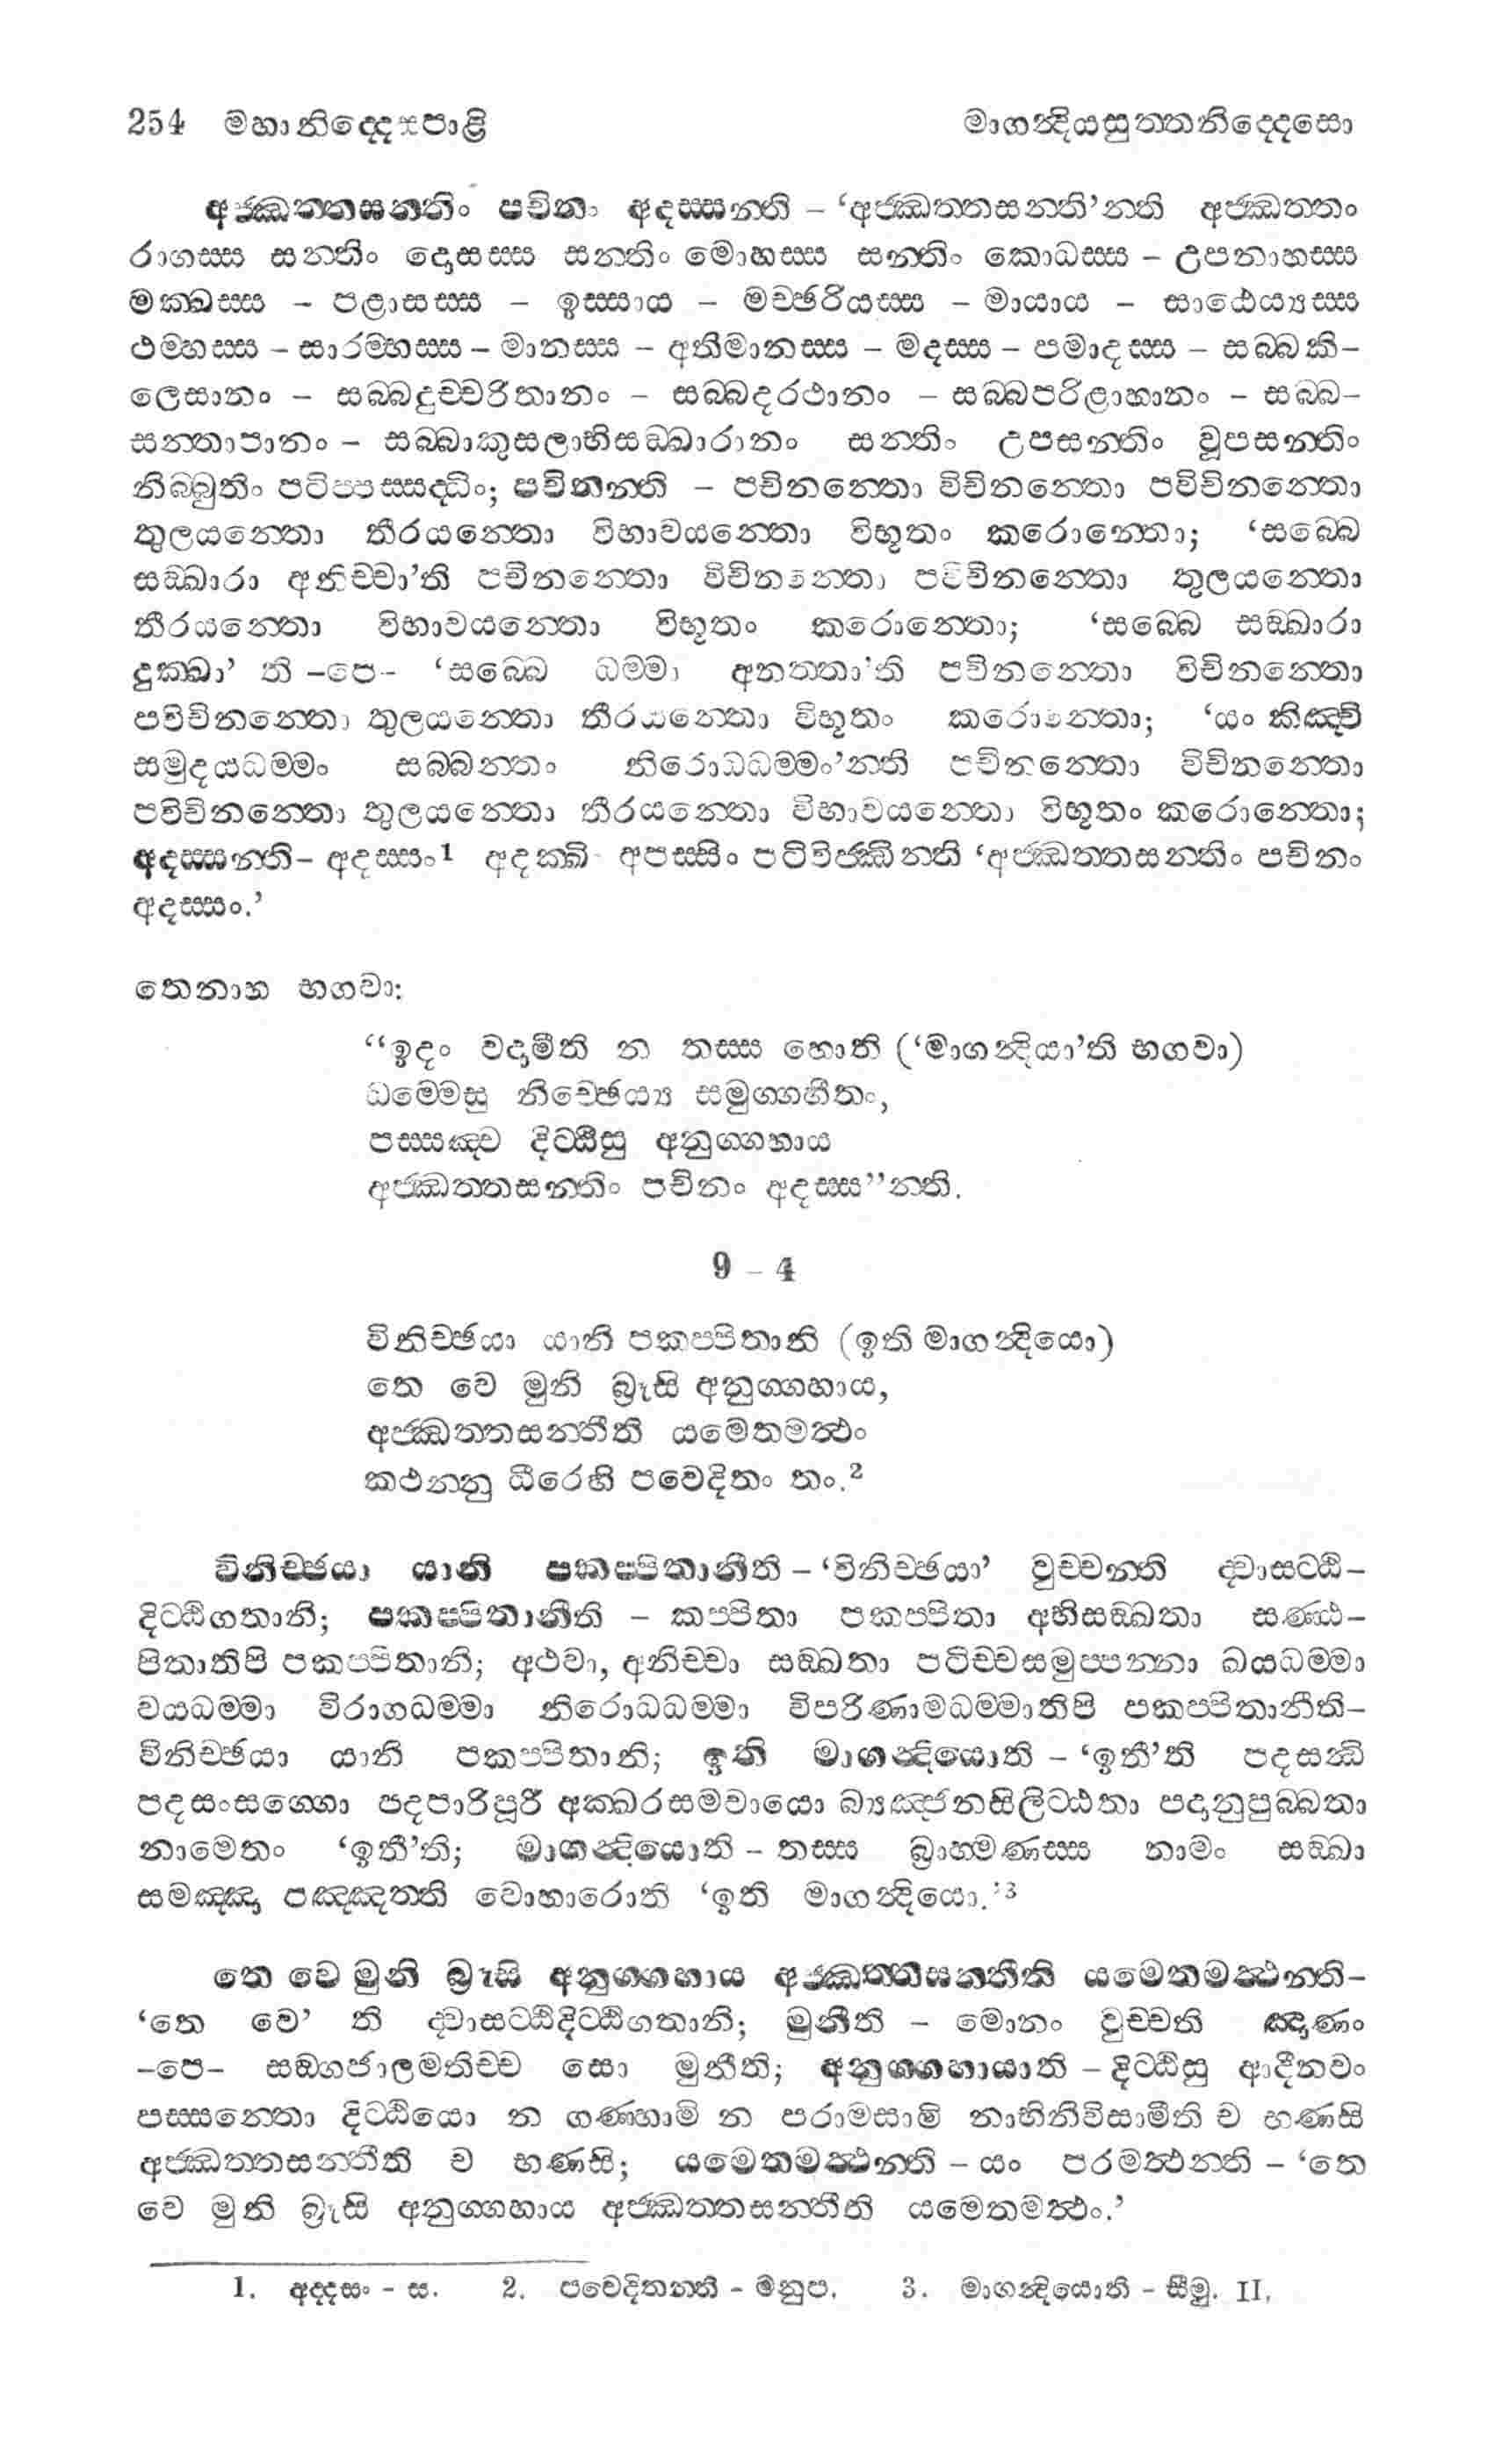 254 මහානිද්දෙසපාළි මාගන්දියසුත්තනිද්දෙසො
අජ්ඣත්තසන්තිං පචිනං අදස්සන්ති – ‘අජ්ඣත්තසන්ති’න්ති අජ්ඣත්තං
රාගස්ස සන්තිං දොසස්ස සන්තිං මොහස්ස සන්තිං කොධස්ස – උපනාහස්ස
මක්ඛස්ස – පළාසස්ස – ඉස්සාය – මච්ඡරියස්ස – මායාය – සාඨෙය්‍යස්ස
ථම්භස්ස – සාරම්භස්ස – මානස්ස – අතිමානස්ස – මදස්ස – පමාදස්ස – සබ්බකි–
ලෙසානං – සබ්බදුච්චරිතානං – සබ්බදරථානං – සබ්බපරිළාහානං – සබ්බ–
සන්තාපානං – සබ්බාකුසලාභිසඞ්ඛාරානං සන්තිං උපසන්තිං වූපසන්තිං
නිබ්බුතිං පටිප්පස්සද්ධිං; පචිනන්ති – පචිනන්තො විචිනන්තො පවිචිනන්තො
තුලයන්තො තීරයන්තො විභාවයන්තො විභූතං කරොන්තො; ‘සබ්බෙ
සඞ්ඛාරා අනිච්චා’ති පචිනන්තො විචිනන්තො පවිචිනන්තො තුලයන්තො
තීරයන්තො විභාවයන්තො විභූතං කරොන්තො; ‘සබ්බෙ සඞ්ඛාරා
දුක්ඛා’ ති –පෙ– ‘සබ්බෙ ධම්මා අනත්තා’ති පචිනන්තො විචිනන්තො
පවිචිනන්තො තුලයන්තො තීරයන්තො විභූතං කරොන්තො; ‘යං කිඤ්චි
සමුදයධම්මං සබ්බන්තං නිරොධධම්මං’න්ති පචිනන්තො විචිනන්තො
පවිචිනන්තො තුලයන්තො තීරයන්තො විභාවයන්තො විභූතං කරොන්තො;
අදස්සන්ති– අදස්සං1 අදක්ඛිං අපස්සිං පටිවිජ්ඣින්ති ‘අජ්ඣත්තසන්තිං පචිනං
අදස්සං.’
තෙනාහ භගවා:
“ඉදං වදාමීති න තස්ස හොති (‘මාගන්දියා’ති භගවා)
ධම්මෙසු නිච්ඡෙය්‍ය සමුග්ගහීතං,
පස්සඤ්ච දිට්ඨීසු අනුග්ගහාය
අජ්ඣත්තසන්තිං පචිනං අදස්ස”න්ති.
9 – 4
විනිච්ඡයා යානි පකප්පිතානි (ඉති මාගන්දියො)
තෙ වෙ මුනි බ්‍රූසි අනුග්ගහාය,
අජ්ඣත්තසන්තීති යමෙතමත්ථං
කථන්නු ධීරෙහි පවෙදිතං තං.2
විනිච්ඡයා යානි පකප්පිතානීති – ‘විනිච්ඡයා’ වුච්චන්ති ද්වාසට්ඨි–
දිට්ඨිගතානි; පකප්පිතානීති – කප්පිතා පකප්පිතා අභිසඞ්ඛතා සණ්ඨ–
පිතාතිපි පකප්පිතානි; අථවා, අනිච්චා සඞ්ඛතා පටිච්චසමුප්පන්නා ඛයධම්මා
වයධම්මා විරාගධම්මා නිරොධධම්මා විපරිණාමධම්මාතිපි පකප්පිතානීති–
විනිච්ඡයා යානි පකප්පිතානි; ඉති මාගන්දියොති – ‘ඉතී’ති පදසන්ධි
පදසංසග්ගො පදපාරිපූරි අක්ඛරසමවායො බ්‍යඤ්ජනසිලිට්ඨතා පදානුපුබ්බතා
නාමෙතං ‘ඉතී’ති; මාගන්දියොති – තස්ස බ්‍රාහ්මණස්ස නාමං සඞ්ඛා
සමඤ්ඤා පඤ්ඤත්ති වොහාරොති ‘ඉති මාගන්දියො.’3
තෙ වෙ මුනි බ්‍රූසි අනුග්ගහාය අජ්ඣත්තසන්තීති යමෙතමත්ථන්ති–
‘තෙ වෙ’ ති ද්වාසට්ඨිදිට්ඨිගතානි; මුනීති – මොනං වුච්චති ඤාණං
–පෙ– සඞ්ගජාලමතිච්ච සො මුනීති; අනුග්ගහායාති – දිට්ඨීසු ආදීනවං
පස්සන්තො දිට්ඨියො න ගණ්හාමි න පරාමසාමි නාභිනිවිසාමීති ච භණසි
අජ්ඣත්තසන්තීති ච භණසි; යමෙතමත්ථන්ති – යං පරමත්ථන්ති – ‘තෙ
වෙ මුනි බ්‍රූසි අනුග්ගහාය අජ්ඣත්තසන්තීති යමෙතමත්ථං.’
1. අද්දසං – ස. 2. පවෙදිතන්ති – මනුප. 3. මාගන්දියොති – සීමු. II.